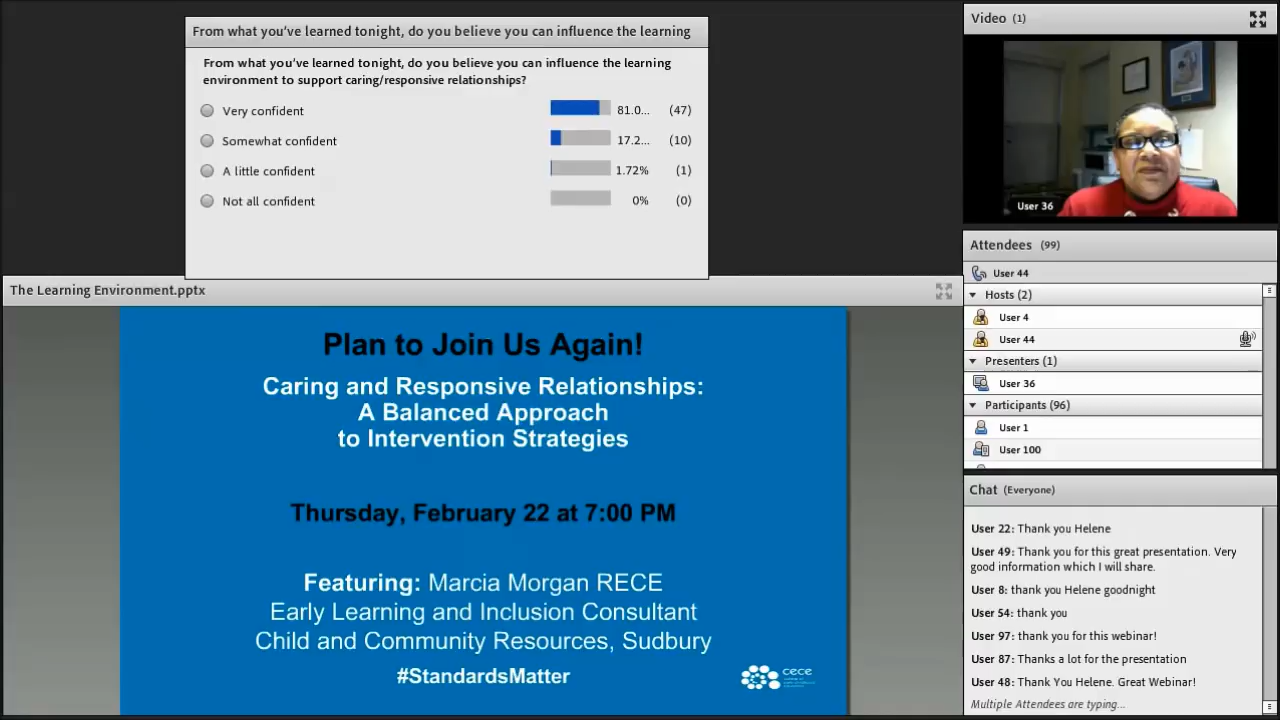 From what you’ve learned tonight, do you believe you can influence the learning
From what you’ve learned tonight, do you believe you can influence the learning
environment to support caring/responsive relationships?
Very confident 81.0... (47)
Somewhat confident 17.2... (10)
A little confident 1.72% (1)
Not all confident 0% (0)
The Learning Environment.pptx
Plan to Join Us Again!
Caring and Responsive Relationships:
A Balanced Approach
to Intervention Strategies
Thursday, February 22 at 7:00 PM
Featuring: Marcia Morgan RECE
Early Learning and Inclusion Consultant
Child and Community Resources, Sudbury
#StandardsMatter
cece
Video (1)
User 36
Attendees (99)
User 44
Hosts (2)
User 4
User 44
Presenters (1)
User 36
Participants (96)
User 1
User 100
Chat (Everyone)
User 22: Thank you Helene
User 49: Thank you for this great presentation. Very
good information which I will share.
User 8: thank you Helene goodnight
User 54: thank you
User 97: thank you for this webinar!
User 87: Thanks a lot for the presentation
User 48: Thank You Helene. Great Webinar!
Multiple Attendees are typing...